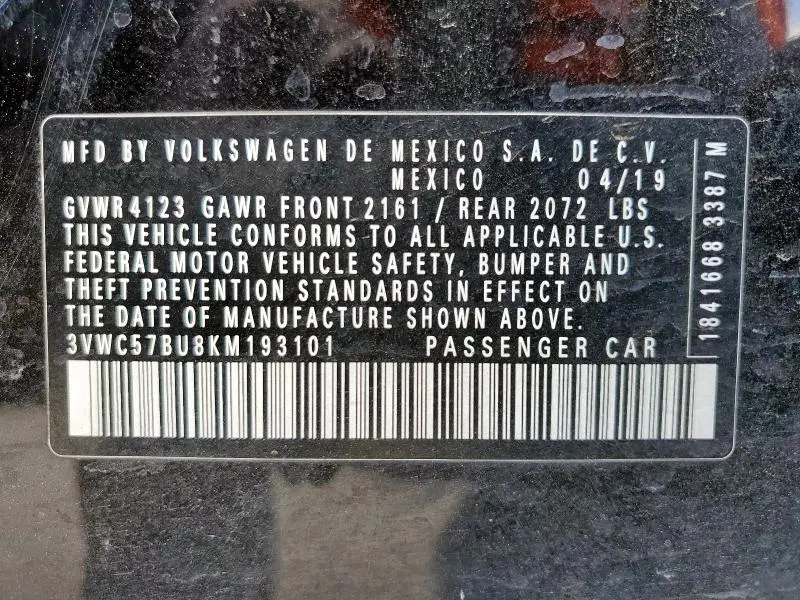 MFD BY VOLKSWAGEN DE MEXICO S.A. DE C.V.
MEXICO 04/19
GVWR 4123 GAWR FRONT 2161 / REAR 2072 LBS
THIS VEHICLE CONFORMS TO ALL APPLICABLE U.S.
FEDERAL MOTOR VEHICLE SAFETY, BUMPER AND
THEFT PREVENTION STANDARDS IN EFFECT ON
THE DATE OF MANUFACTURE SHOWN ABOVE.
3VWC57BU8KM193101 PASSENGER CAR
1841668 3387 M